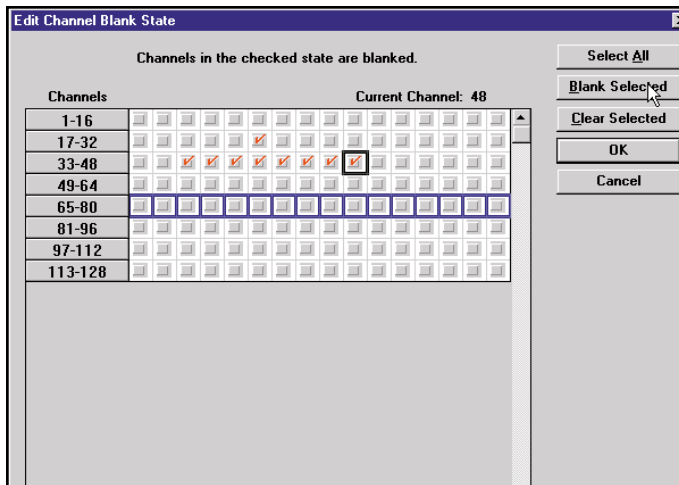 Edit Channel Blank State
Channels in the checked state are blanked.
Channels
Current Channel: 48
1-16
17-32
33-48
49-64
65-80
81-96
97-112
113-128
Select All
Blank Selected
Clear Selected
OK
Cancel